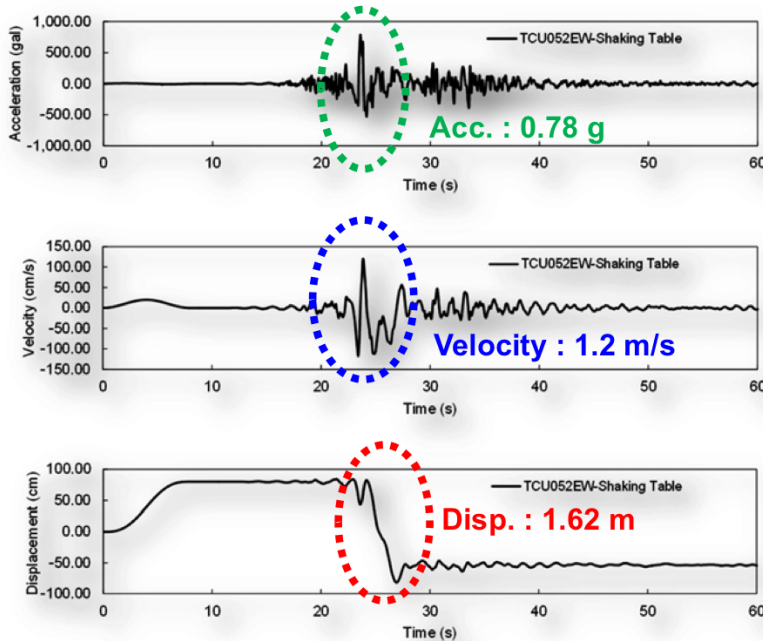 1,000.00
500.00
0.00
-500.00
-1,000.00
Acceleration (gal)
TCU052EW-Shaking Table
Acc. : 0.78 g
0 10 20 30 40 50 60
Time (s)
150.00
100.00
50.00
0.00
-50.00
-100.00
-150.00
Velocity (cm/s)
TCU052EW-Shaking Table
Velocity : 1.2 m/s
0 10 20 30 40 50 60
Time (s)
100.00
50.00
0.00
-50.00
-100.00
Displacement (cm)
TCU052EW-Shaking Table
Disp. : 1.62 m
0 10 20 30 40 50 60
Time (s)